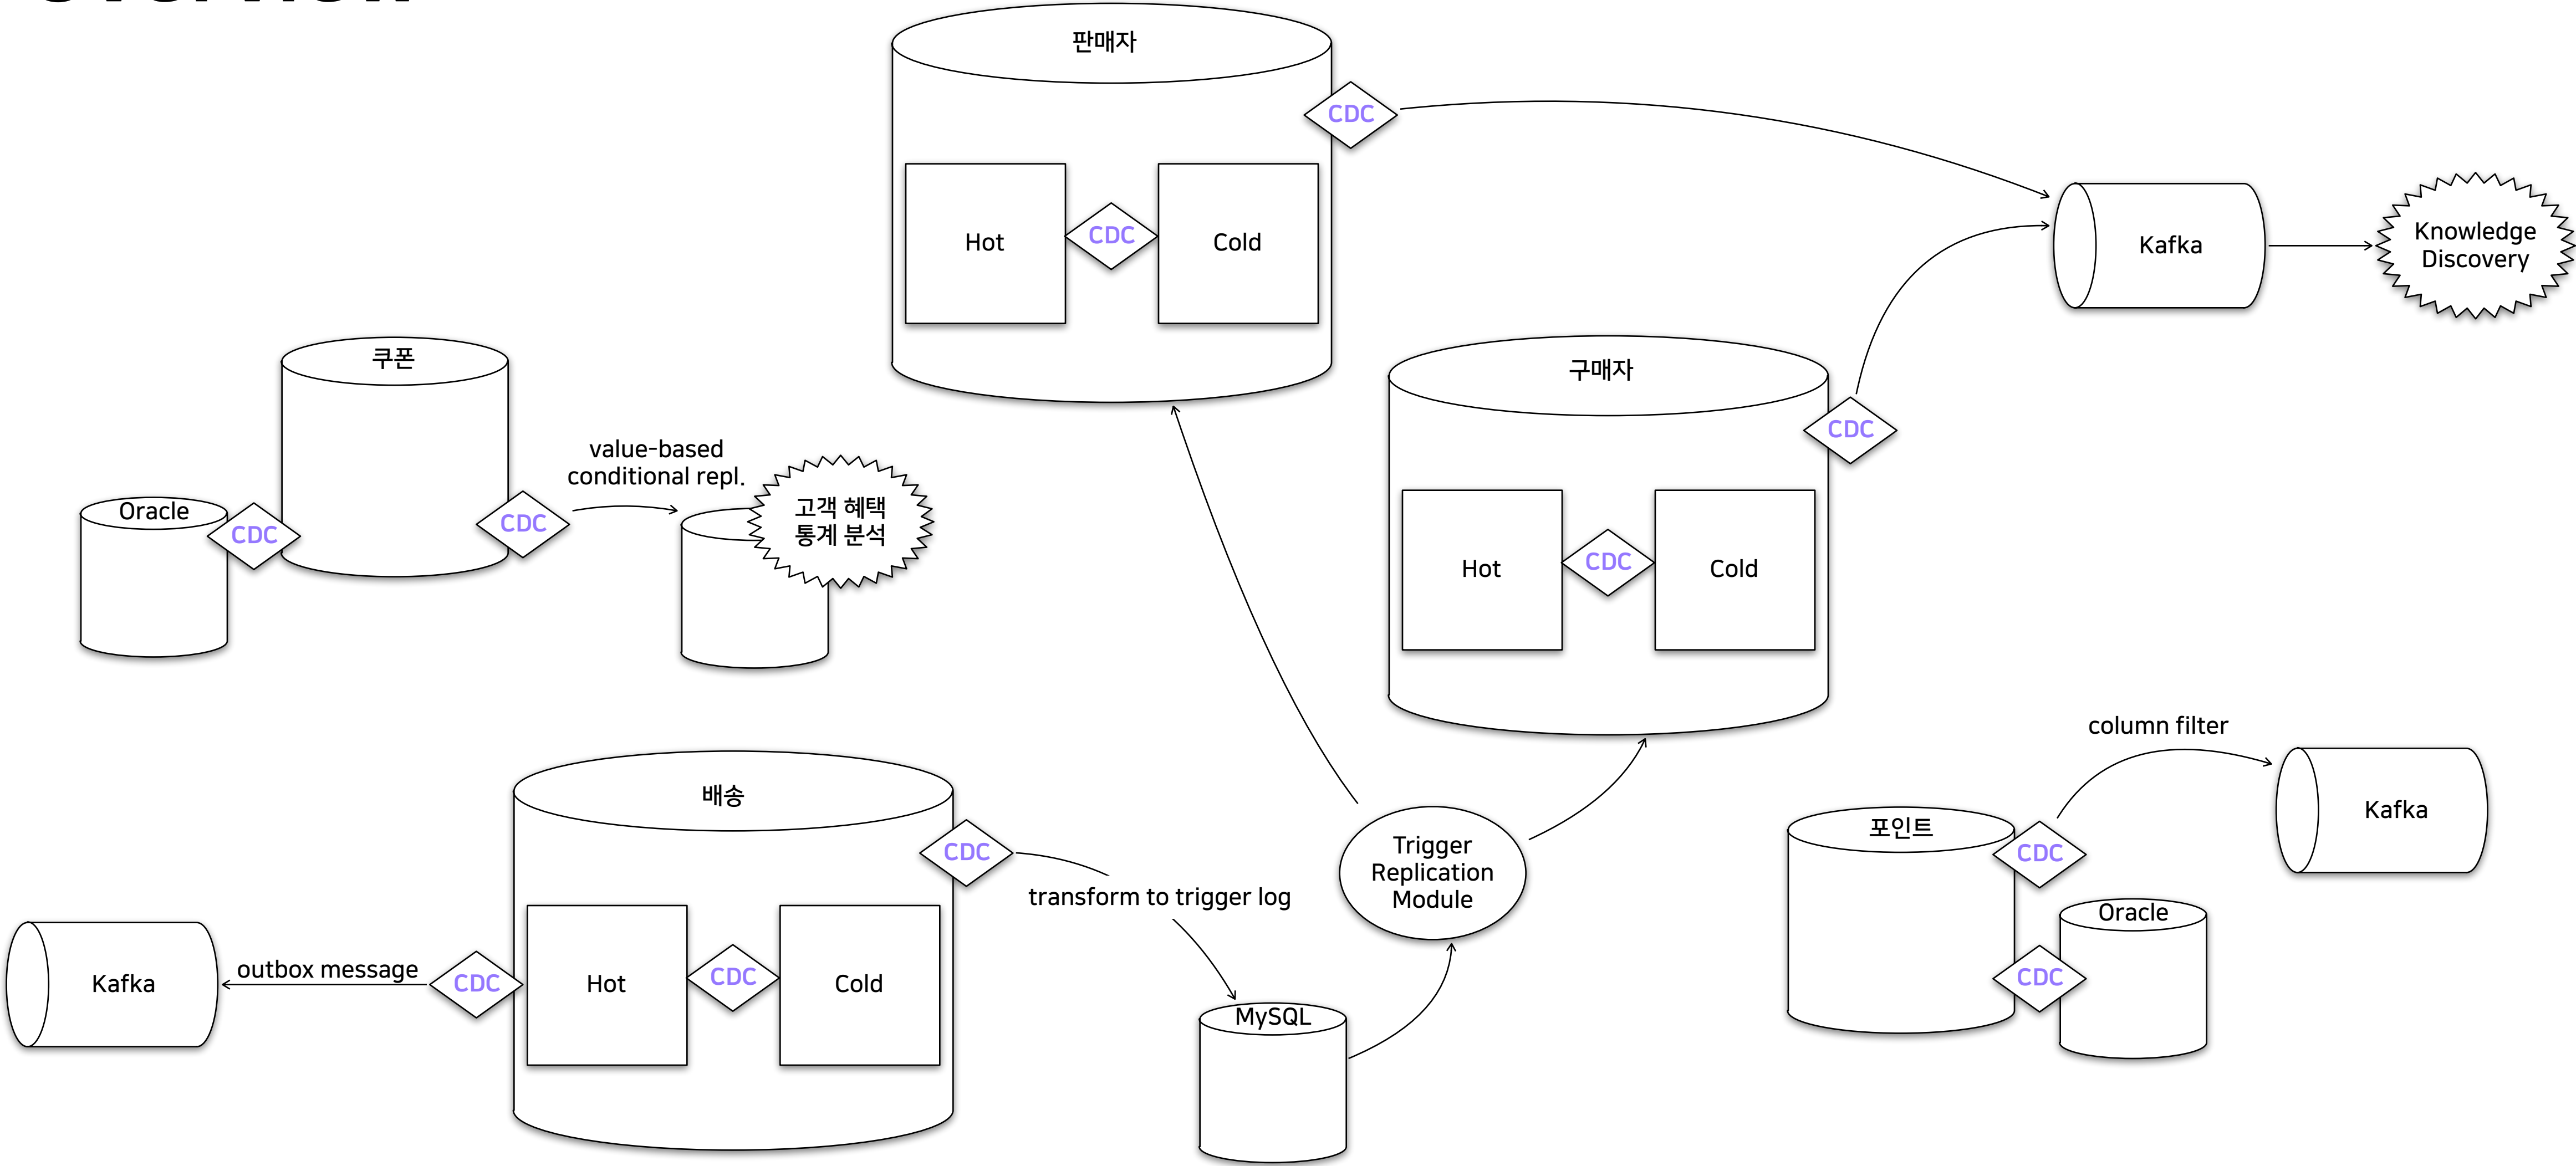 판매자
CDC
Hot
CDC
Cold
Kafka
Knowledge
Discovery
쿠폰
Oracle
CDC
CDC
value-based
conditional repl.
고객 혜택
통계 분석
구매자
CDC
Hot
CDC
Cold
배송
CDC
Hot
CDC
Cold
CDC
outbox message
Kafka
transform to trigger log
MySQL
Trigger
Replication
Module
column filter
Kafka
포인트
CDC
CDC
Oracle